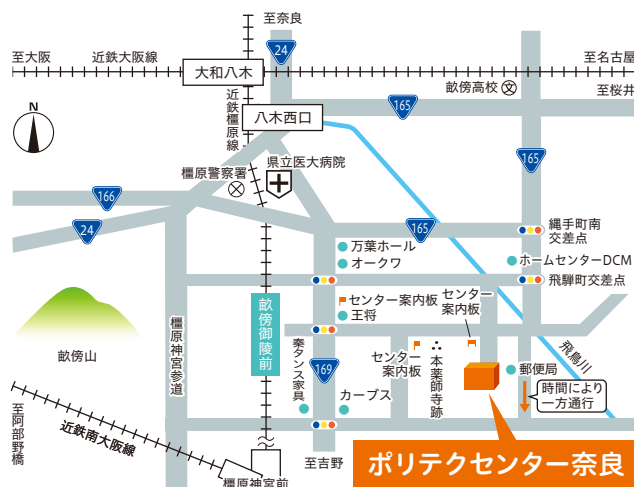 至奈良
24
至大阪
近鉄大阪線
大和八木
至名古屋
畝傍高校
文
至桜井
165
近鉄橿原線
八木西口
N
県立医大病院
橿原警察署
165
166
24
165
縄手町南
交差点
万葉ホール
オークワ
ホームセンターDCM
飛騨町交差点
センター案内板
王将
センター
案内板
畝傍御陵前
畝傍山
橿原神宮参道
秦タンス家具
169
センター
案内板
本薬師寺跡
飛鳥川
郵便局
時間により
一方通行
カーブス
至阿部野橋
近鉄南大阪線
橿原神宮前
至吉野
ポリテクセンター奈良